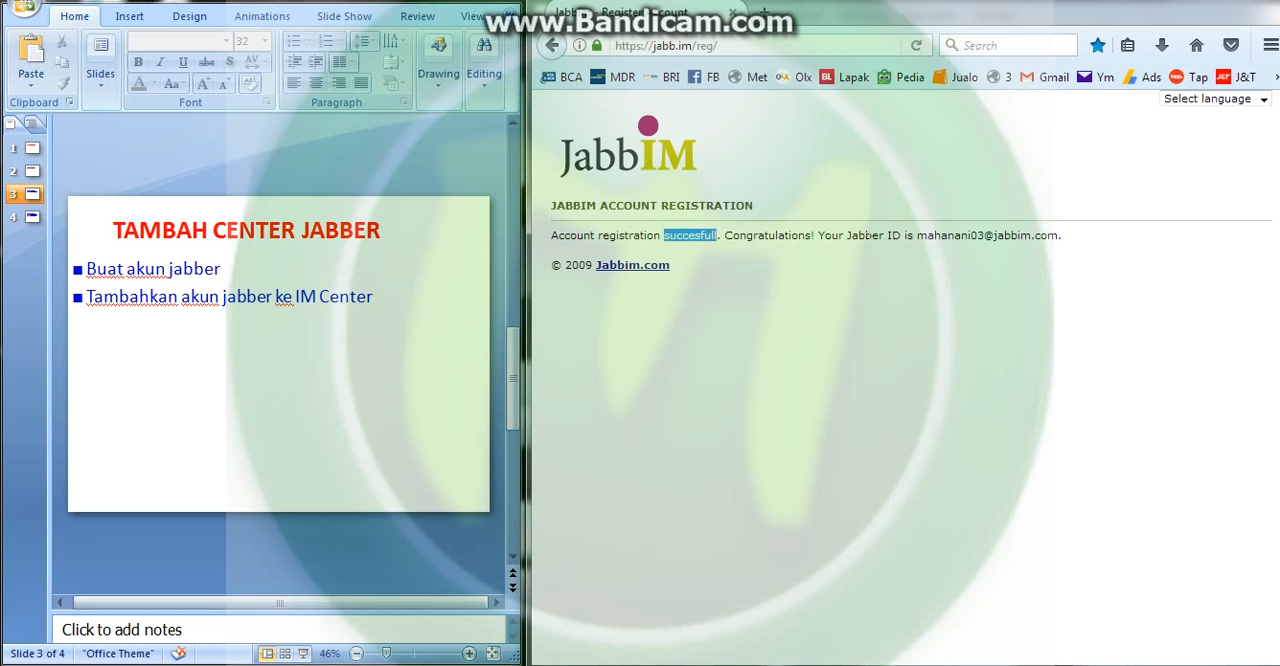 www.Bandicam.com
Home Insert Design Animations Slide Show Review View
32
Paste
Slides
Drawing
Editing
Clipboard
Font
Paragraph
1
2
3
4
TAMBAH CENTER JABBER
Buat akun jabber
Tambahkan akun jabber ke IM Center
Click to add notes
Slide 3 of 4 "Office Theme" 46%
https://jabb.im/reg/
Search
BCA MDR BRI FB Met Olx Lapak Pedia Jualo 3 Gmail Ym Ads Tap J&T
Select language
JabbIM
JABBIM ACCOUNT REGISTRATION
Account registration succesfull. Congratulations! Your Jabber ID is mahanani03@jabbim.com.
© 2009 Jabbim.com